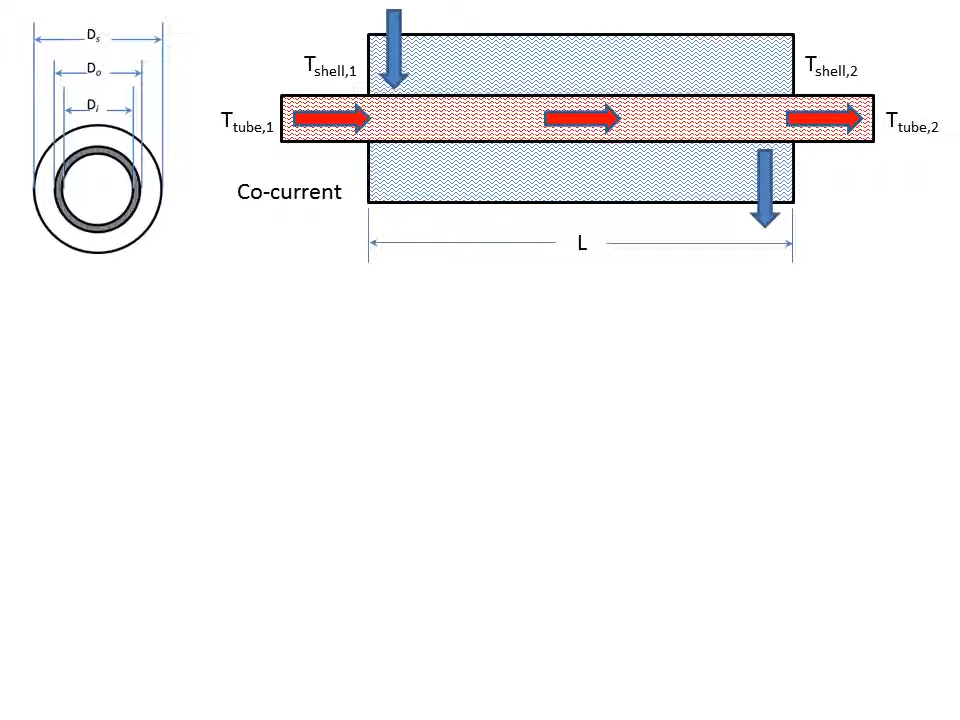 Ds
Do
Di
Tshell,1
Tshell,2
Ttube,1
Ttube,2
Co-current
L